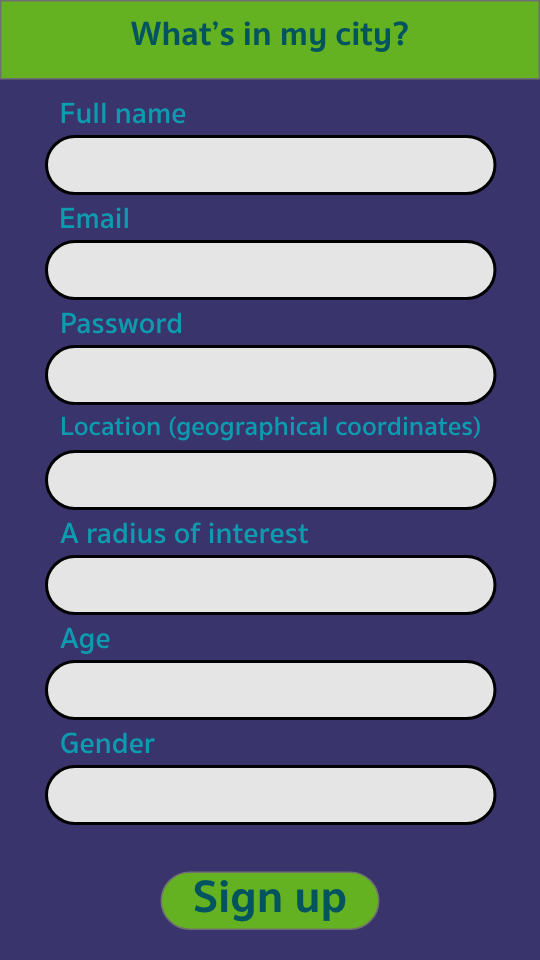 What’s in my city?
Full name
Email
Password
Location (geographical coordinates)
A radius of interest
Age
Gender
Sign up